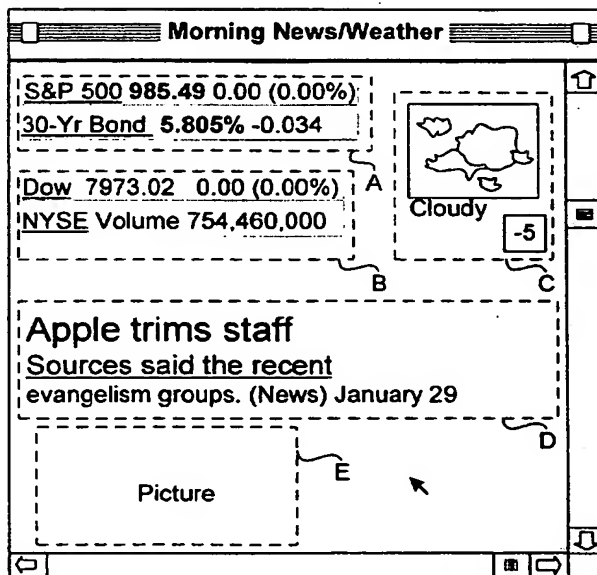 Morning News/Weather
S&P 500 985.49 0.00 (0.00%)
30-Yr Bond 5.805% -0.034
A
Dow 7973.02 0.00 (0.00%)
NYSE Volume 754,460,000
B
Cloudy
-5
C
Apple trims staff
Sources said the recent
evangelism groups. (News) January 29
D
Picture
E